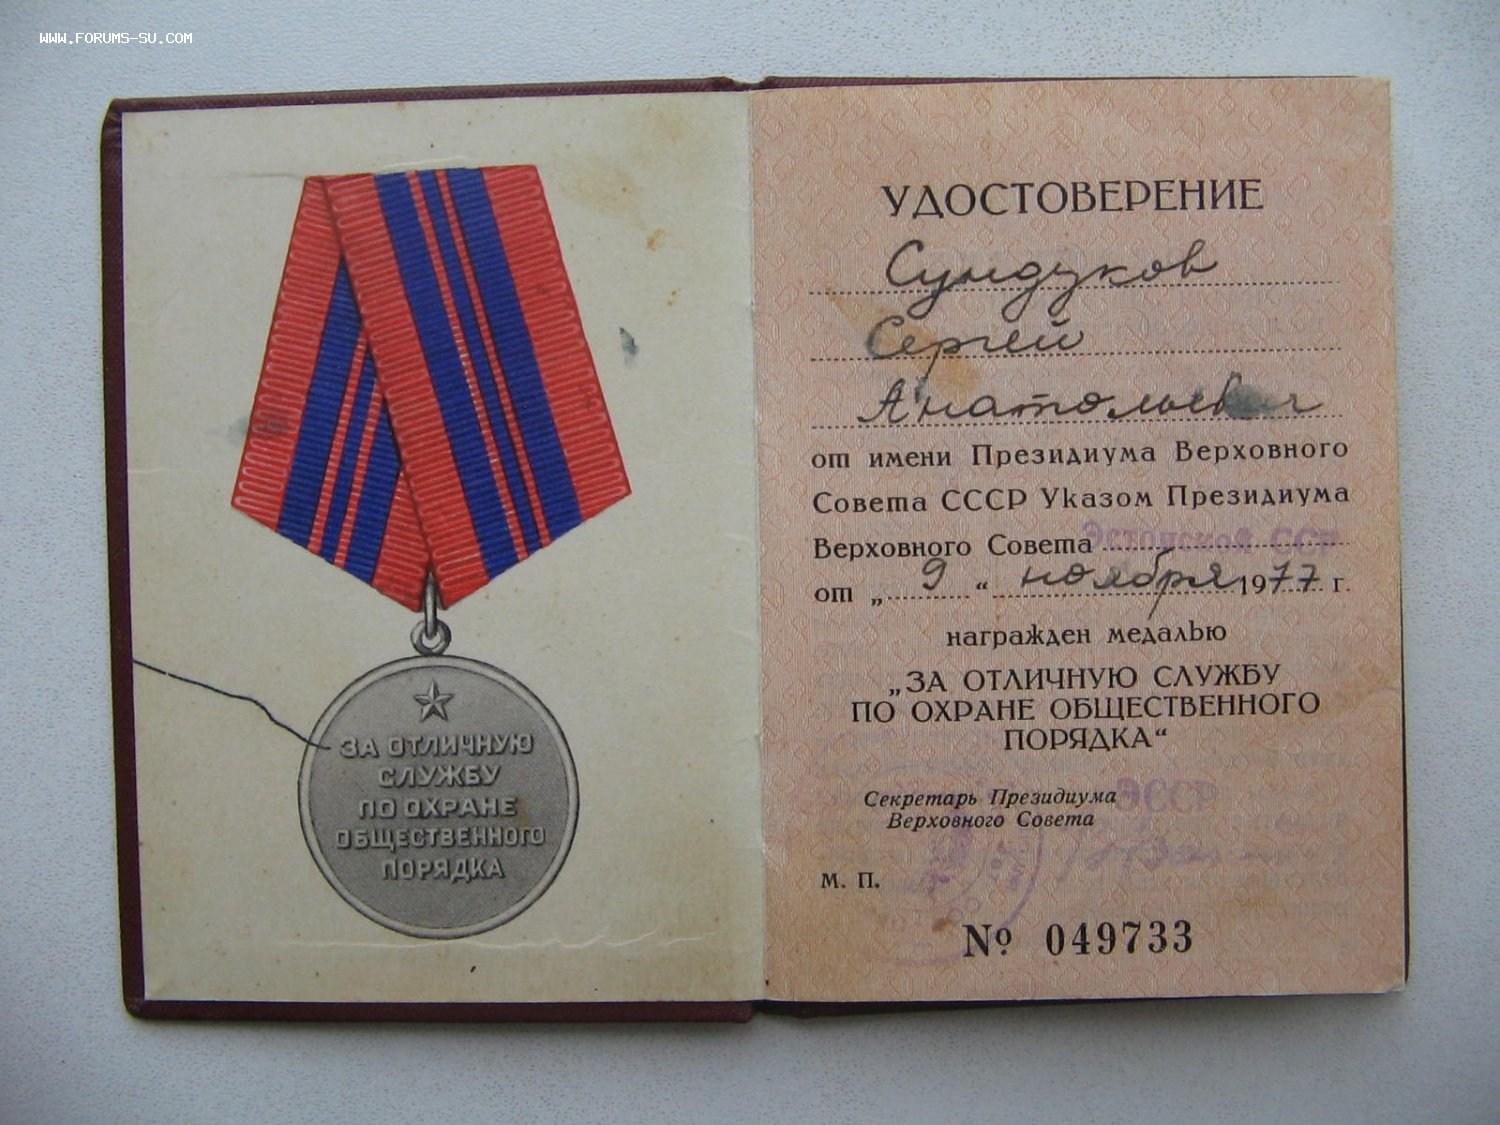 WWW.FORUMS-SU.COM
ЗА ОТЛИЧНУЮ
СЛУЖБУ
ПО ОХРАНЕ
ОБЩЕСТВЕННОГО
ПОРЯДКА
УДОСТОВЕРЕНИЕ
Сундуков
Сергей
Анатольевич
от имени Президиума Верховного
Совета СССР Указом Президиума
Верховного Совета Эстонской ССР
от „ 9 “ ноября 1977 г.
награжден медалью
„ЗА ОТЛИЧНУЮ СЛУЖБУ
ПО ОХРАНЕ ОБЩЕСТВЕННОГО
ПОРЯДКА“
Секретарь Президиума
Верховного Совета ЭССР
М. П.
№ 049733